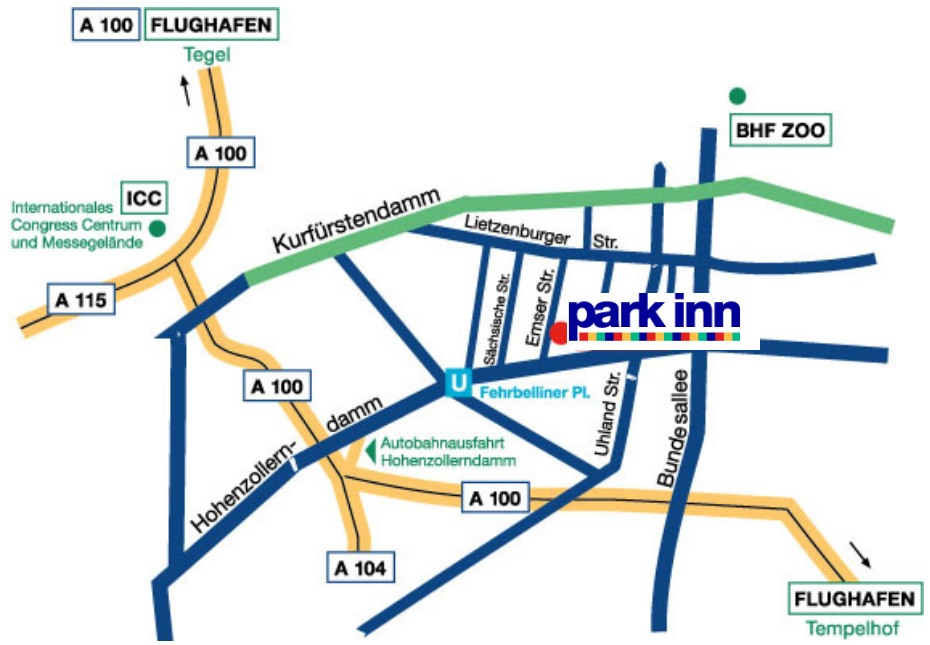 A 100 FLUGHAFEN
Tegel
BHF ZOO
A 100
ICC
Internationales
Congress Centrum
und Messegelände
Kurfürstendamm
Lietzenburger Str.
Sächsische Str.
Emser Str.
A 115
park inn
A 100
U Fehrbelliner Pl.
Uhland Str.
Bundesallee
Hohenzollern-
damm
Autobahnausfahrt
Hohenzollerndamm
A 100
A 104
FLUGHAFEN
Tempelhof